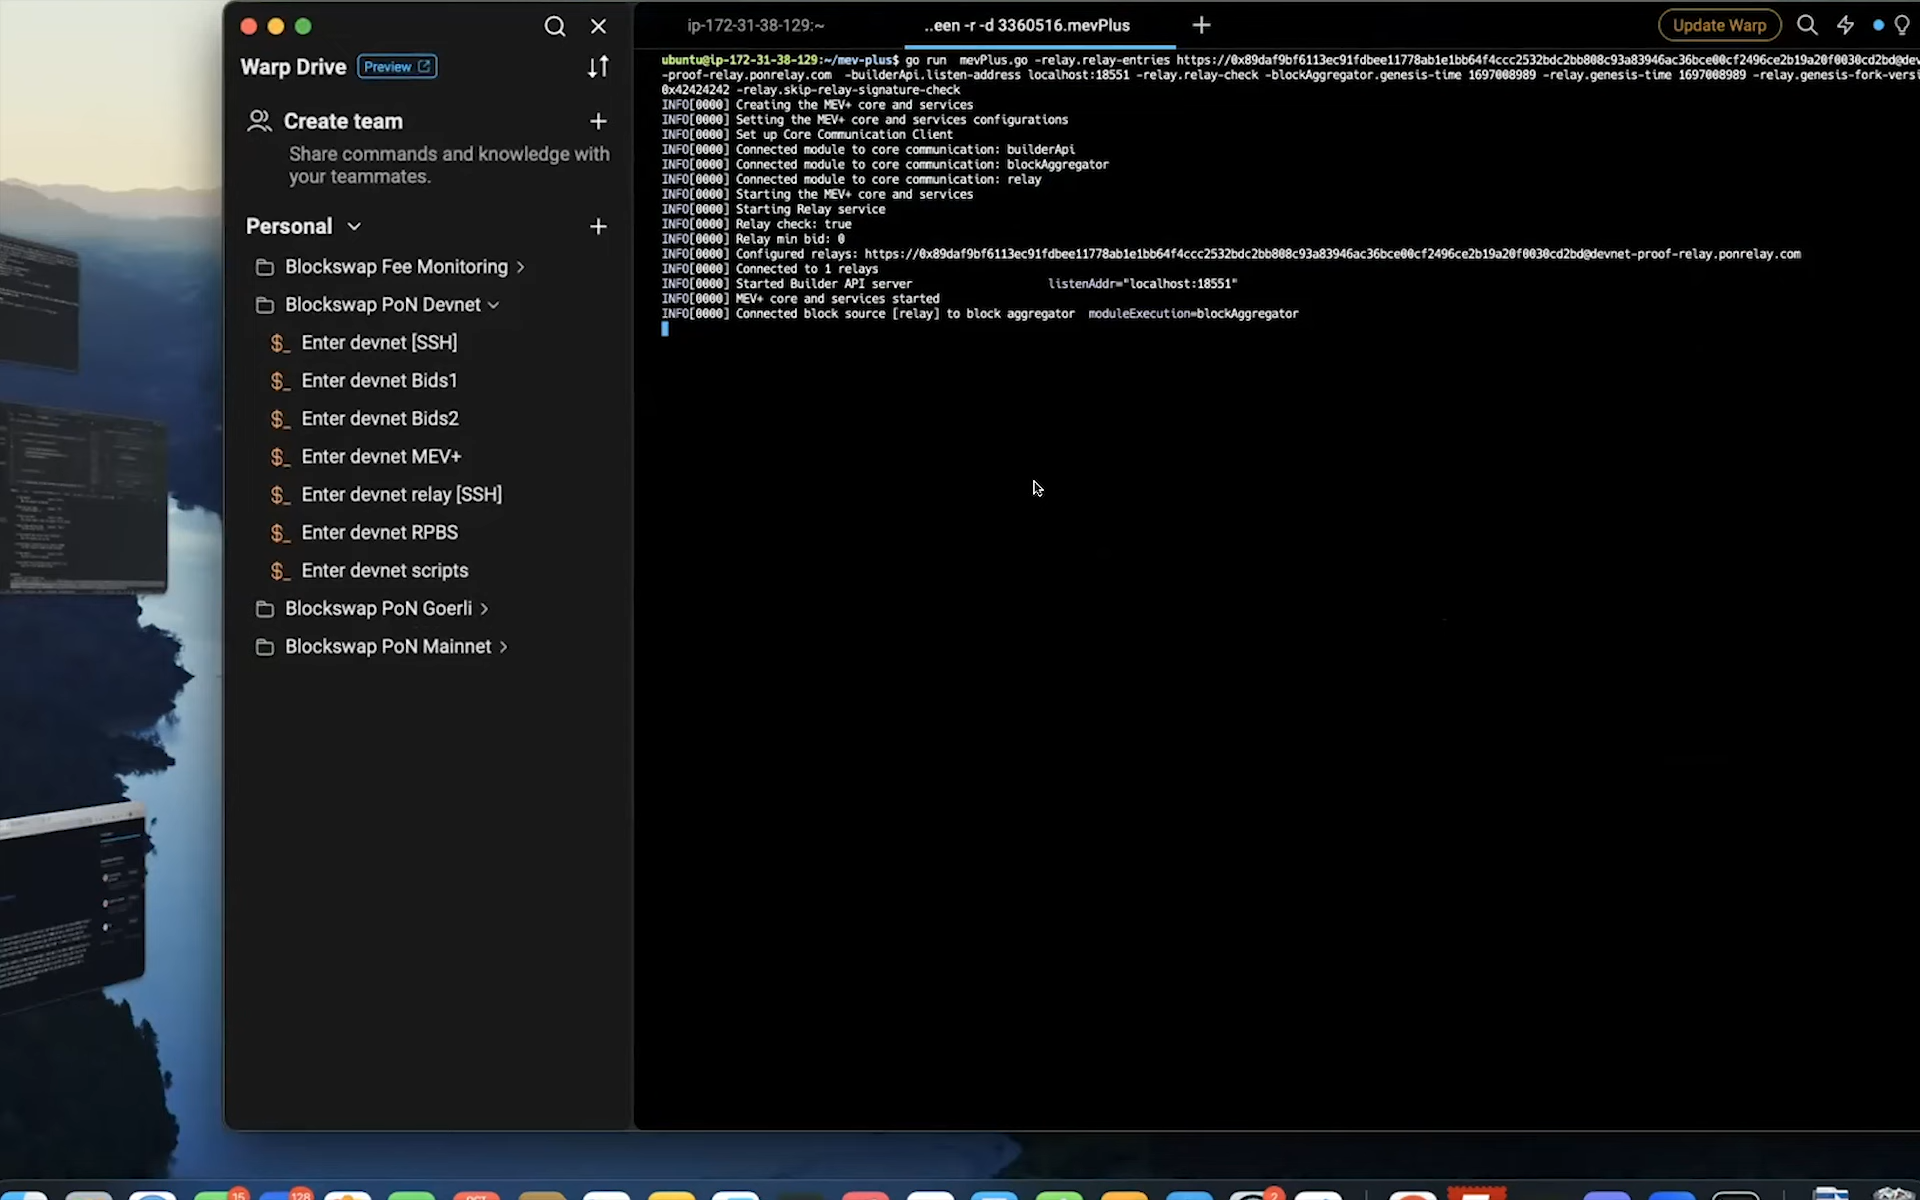 Warp Drive Preview
Create team
Share commands and knowledge with
your teammates.
Personal
Blockswap Fee Monitoring
Blockswap PoN Devnet
$_ Enter devnet [SSH]
$_ Enter devnet Bids1
$_ Enter devnet Bids2
$_ Enter devnet MEV+
$_ Enter devnet relay [SSH]
$_ Enter devnet RPBS
$_ Enter devnet scripts
Blockswap PoN Goerli
Blockswap PoN Mainnet
ip-172-31-38-129:~
..een -r -d 3360516.mevPlus
Update Warp
ubuntu@ip-172-31-38-129:~/mev-plus$ go run mevPlus.go -relay.relay-entries https://0x89daf9bf6113ec91fdbee11778ab1e1bb64f4ccc2532bdc2bb808c93a83946ac36bce00cf2496ce2b19a20f0030cd2bd@dev
-proof-relay.ponrelay.com -builderApi.listen-address localhost:18551 -relay.relay-check -blockAggregator.genesis-time 1697008989 -relay.genesis-time 1697008989 -relay.genesis-fork-versi
0x42424242 -relay.skip-relay-signature-check
INFO[0000] Creating the MEV+ core and services
INFO[0000] Setting the MEV+ core and services configurations
INFO[0000] Set up Core Communication Client
INFO[0000] Connected module to core communication: builderApi
INFO[0000] Connected module to core communication: blockAggregator
INFO[0000] Connected module to core communication: relay
INFO[0000] Starting the MEV+ core and services
INFO[0000] Starting Relay service
INFO[0000] Relay check: true
INFO[0000] Relay min bid: 0
INFO[0000] Configured relays: https://0x89daf9bf6113ec91fdbee11778ab1e1bb64f4ccc2532bdc2bb808c93a83946ac36bce00cf2496ce2b19a20f0030cd2bd@devnet-proof-relay.ponrelay.com
INFO[0000] Connected to 1 relays
INFO[0000] Started Builder API server listenAddr="localhost:18551"
INFO[0000] MEV+ core and services started
INFO[0000] Connected block source [relay] to block aggregator moduleExecution=blockAggregator
15
128
OCT
2